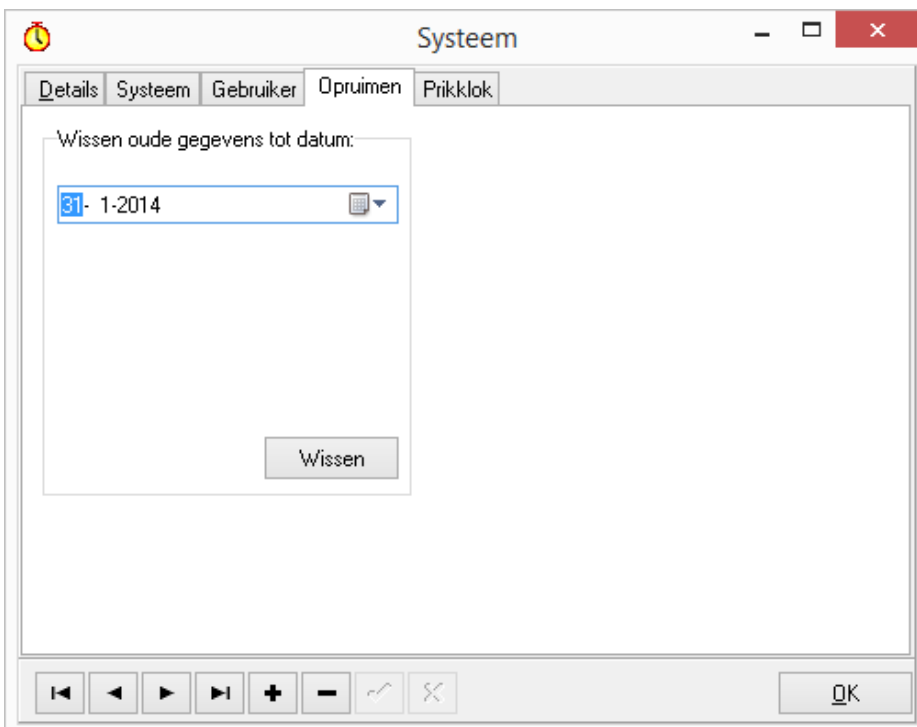 Systeem
Details Systeem Gebruiker Opruimen Prikklok
Wissen oude gegevens tot datum:
31- 1-2014
Wissen
OK